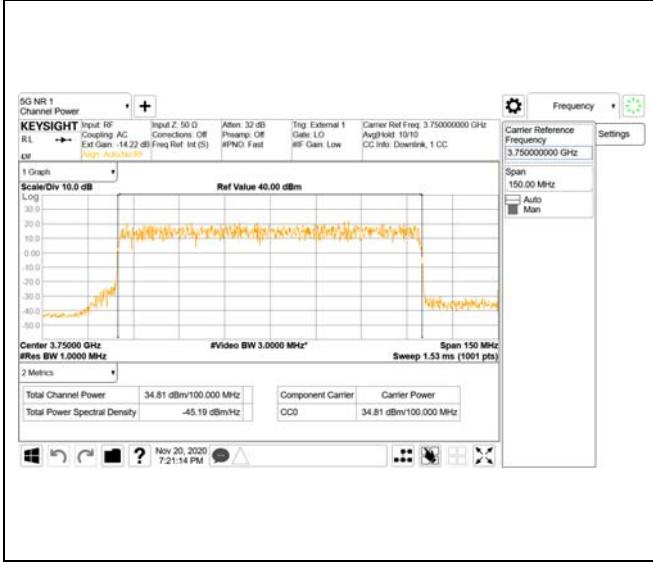 5G NR 1
Channel Power
Frequency
KEYSIGHT
RL
Input: RF
Coupling: AC
Ext Gain: -14.22 dB
Align: Auto/No RF
Input Z: 50 Ω
Corrections: Off
Freq Ref: Int (S)
Atten: 32 dB
Preamp: Off
#PNO: Fast
Trig: External 1
Gate: LO
#IF Gain: Low
Carrier Ref Freq: 3.750000000 GHz
Avg|Hold: 10/10
CC Info: Downlink, 1 CC
Carrier Reference
Frequency
3.750000000 GHz
Settings
Span
150.00 MHz
Auto
Man
1 Graph
Scale/Div 10.0 dB
Ref Value 40.00 dBm
Log
30.0
20.0
10.0
0.00
-10.0
-20.0
-30.0
-40.0
-50.0
Center 3.75000 GHz
#Video BW 3.0000 MHz*
Span 150 MHz
#Res BW 1.0000 MHz
Sweep 1.53 ms (1001 pts)
2 Metrics
Total Channel Power 34.81 dBm/100.000 MHz
Total Power Spectral Density -45.19 dBm/Hz
Component Carrier Carrier Power
CC0 34.81 dBm/100.000 MHz
Nov 20, 2020
7:21:14 PM